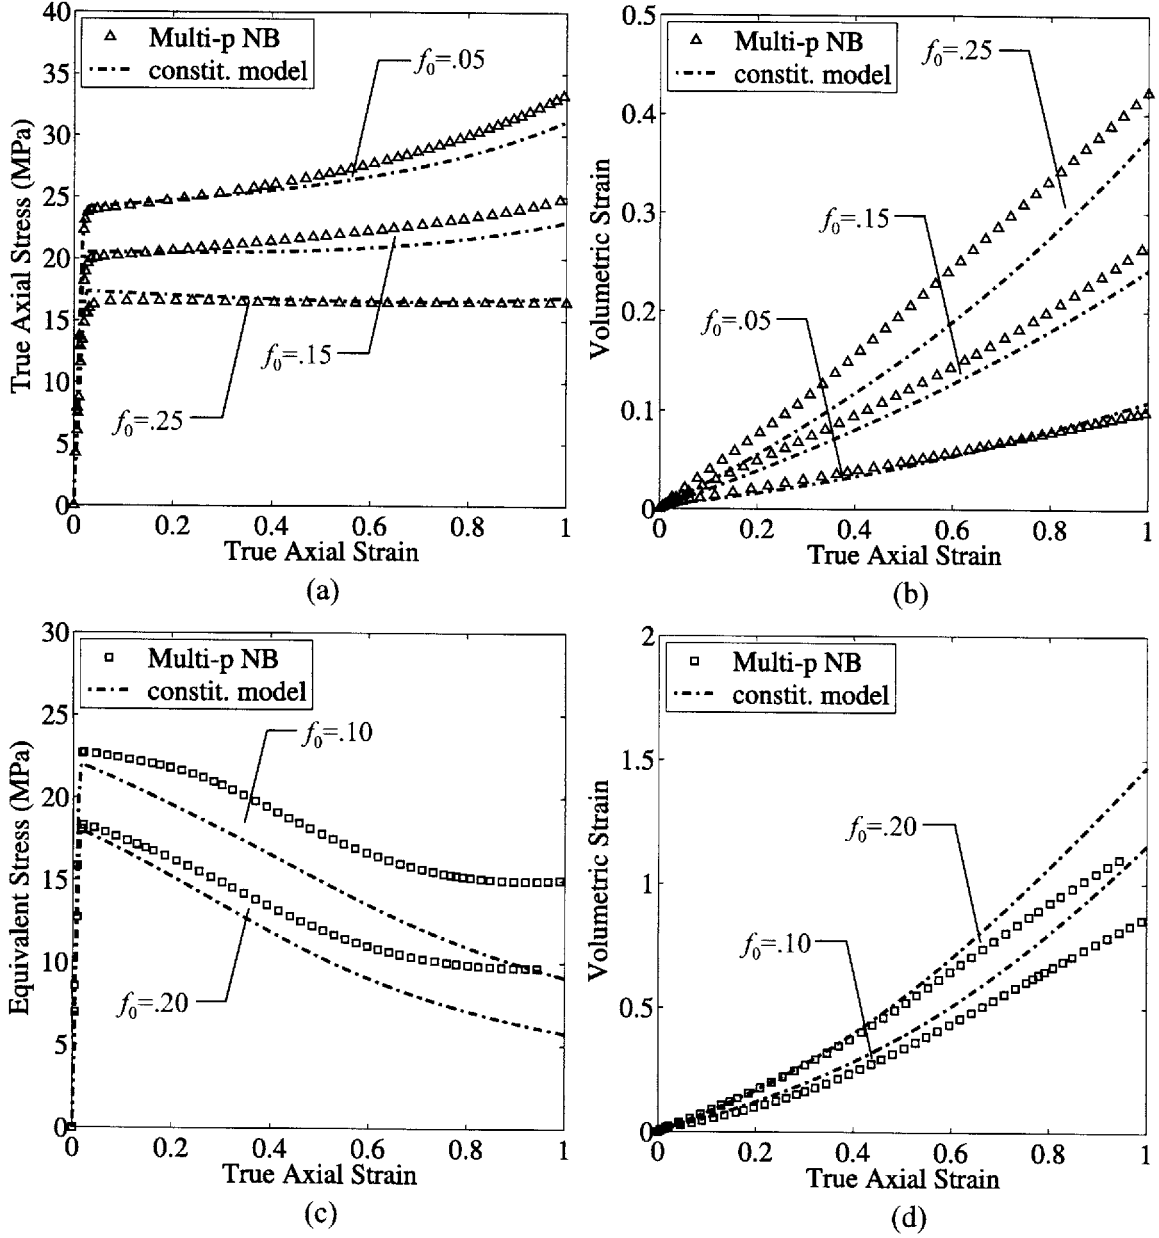 40
35
30
25
20
15
10
5
0
True Axial Stress (MPa)
Multi-p NB
constit. model
f0=.05
f0=.15
f0=.25
0 0.2 0.4 0.6 0.8 1
True Axial Strain
(a)
0.5
0.4
0.3
0.2
0.1
0
Volumetric Strain
Multi-p NB
constit. model
f0=.25
f0=.15
f0=.05
0 0.2 0.4 0.6 0.8 1
True Axial Strain
(b)
30
25
20
15
10
5
0
Equivalent Stress (MPa)
Multi-p NB
constit. model
f0=.10
f0=.20
0 0.2 0.4 0.6 0.8 1
True Axial Strain
(c)
2
1.5
1
0.5
0
Volumetric Strain
Multi-p NB
constit. model
f0=.20
f0=.10
0 0.2 0.4 0.6 0.8 1
True Axial Strain
(d)